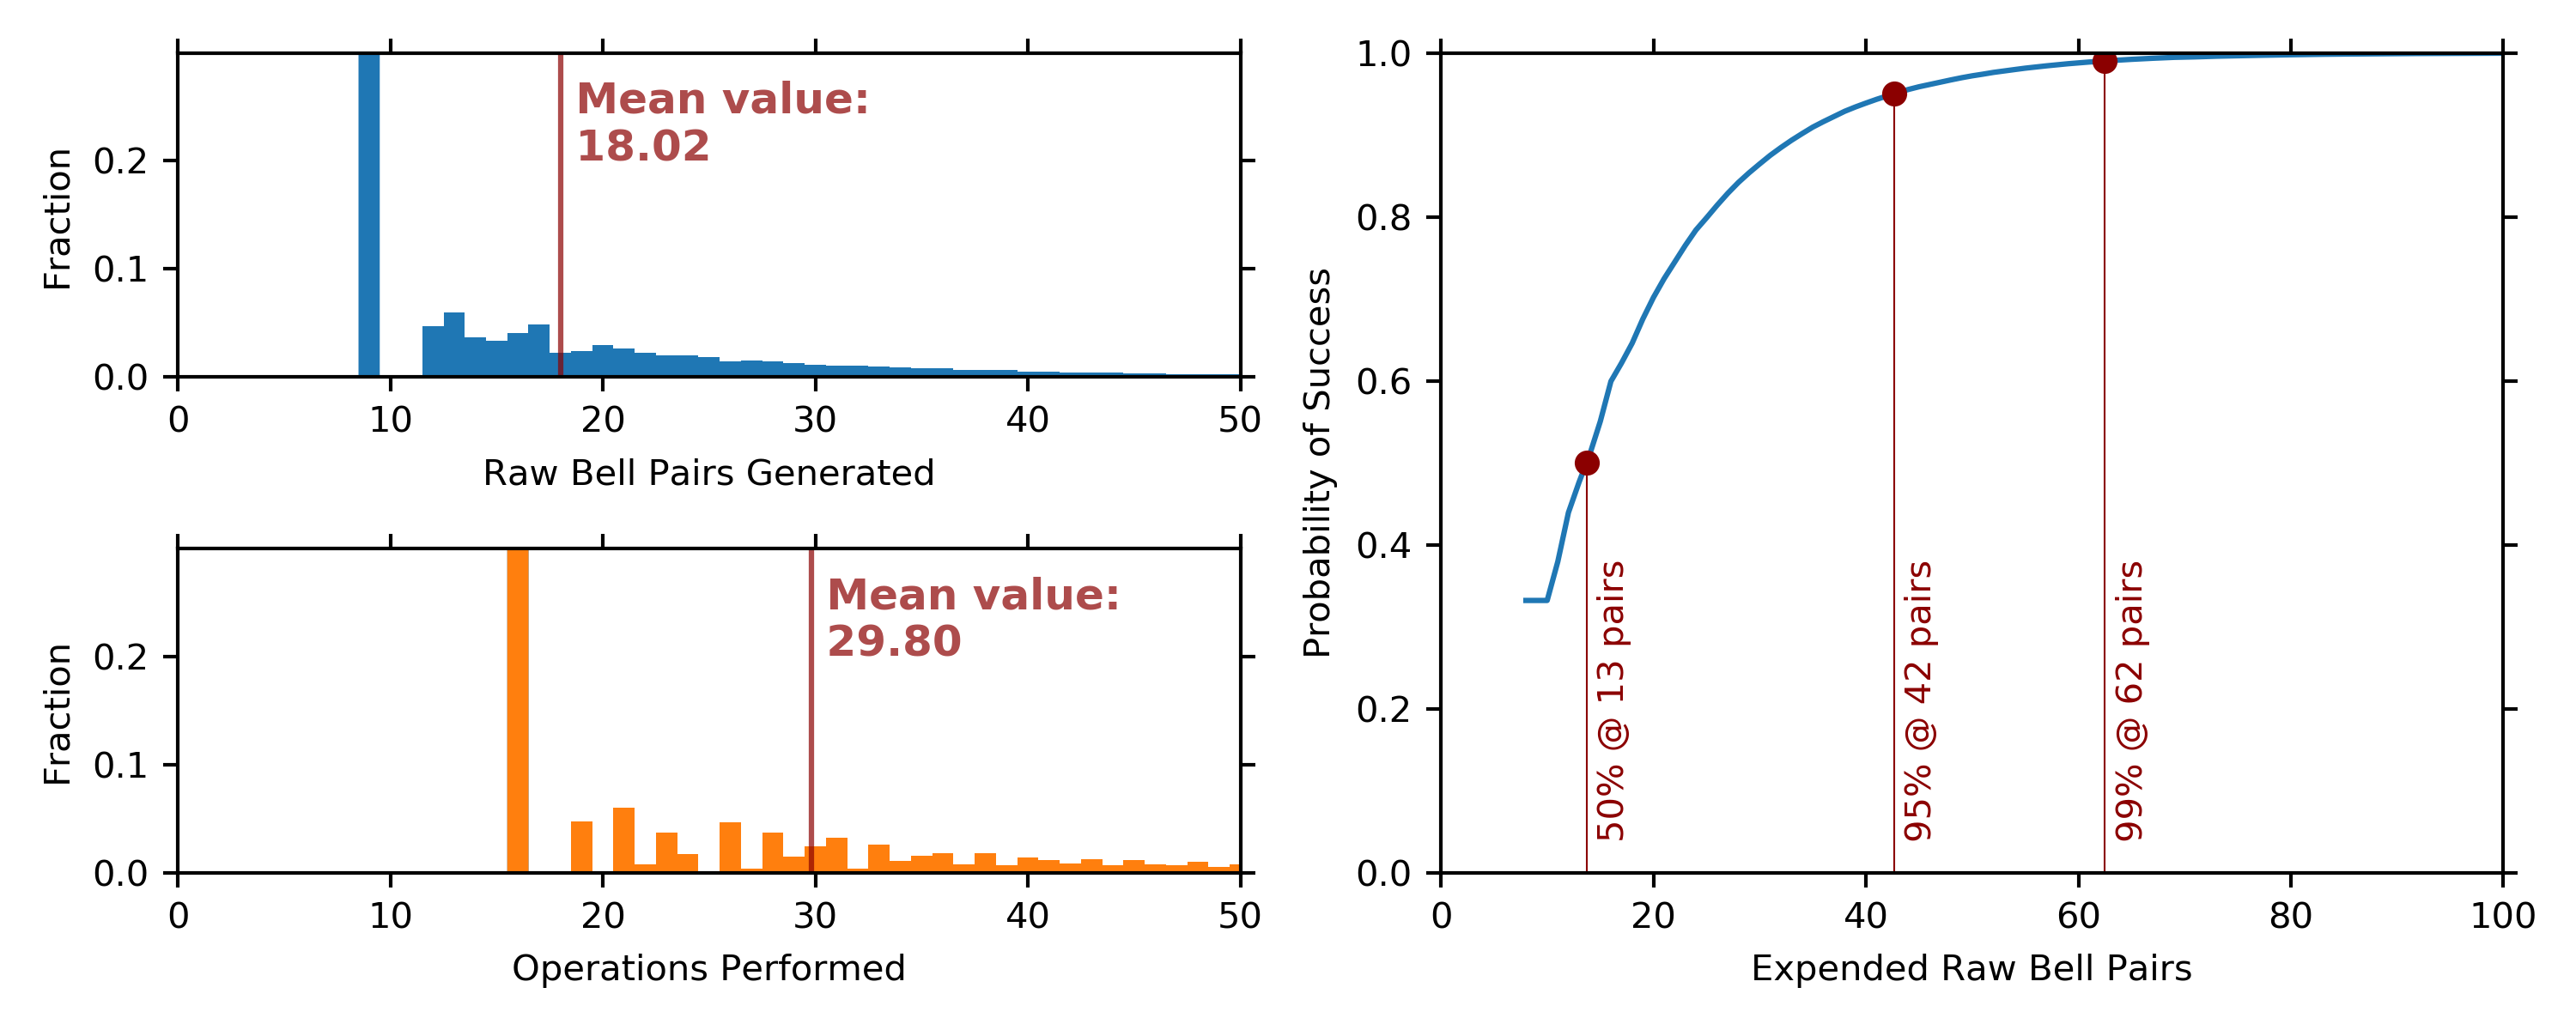 Mean value:
18.02
Fraction
0.2
0.1
0.0
0 10 20 30 40 50
Raw Bell Pairs Generated
Mean value:
29.80
Fraction
0.2
0.1
0.0
0 10 20 30 40 50
Operations Performed
Probability of Success
1.0
0.8
0.6
0.4
0.2
0.0
50% @ 13 pairs
95% @ 42 pairs
99% @ 62 pairs
0 20 40 60 80 100
Expended Raw Bell Pairs